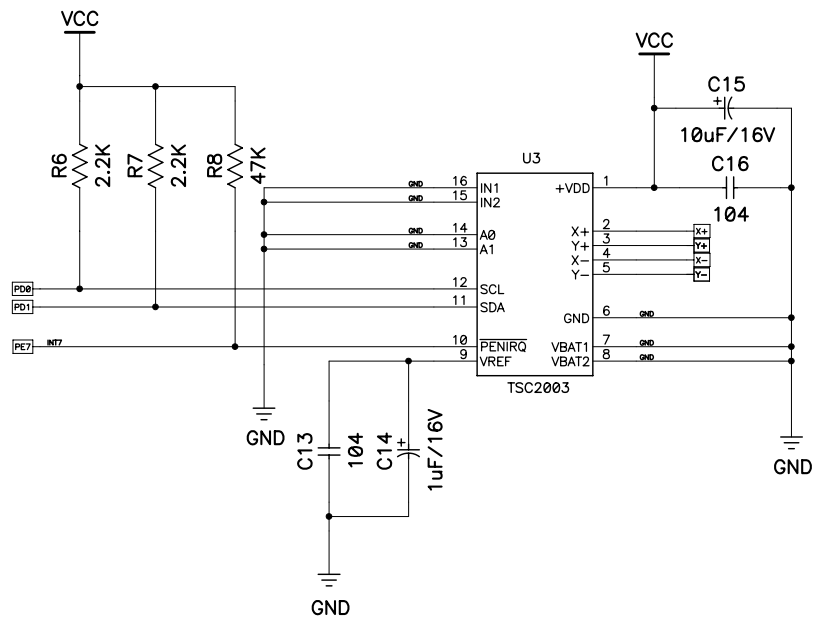 VCC
VCC
C15
+
10uF/16V
R6
2.2K
R7
2.2K
R8
47K
U3
C16
104
GND 16 IN1 +VDD 1
GND 15 IN2
X+ 2 X+
GND 14 A0 Y+ 3 Y+
GND 13 A1 X- 4 X-
Y- 5 Y-
PD0 12 SCL
PD1 11 SDA
GND 6 GND
PE7 INT7 10 PENIRQ VBAT1 7 GND
9 VREF VBAT2 8 GND
TSC2003
GND
C13
104
C14
+
1uF/16V
GND
GND